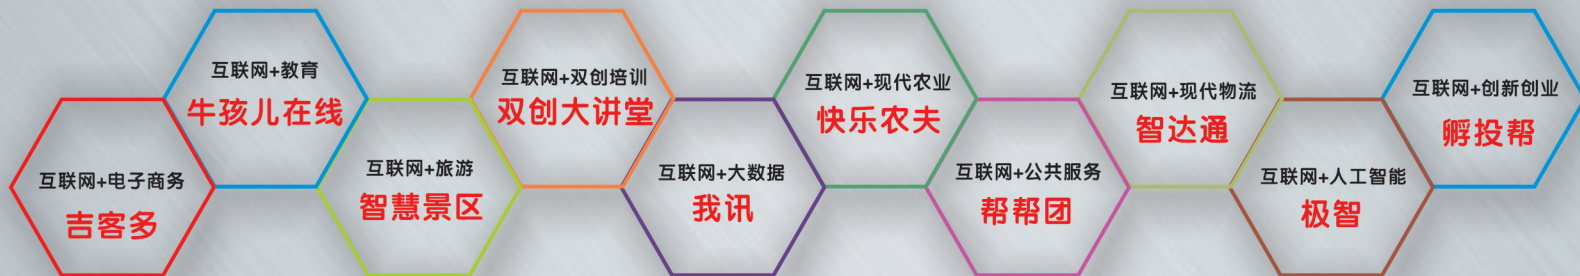 互联网+电子商务
吉客多
互联网+教育
牛孩儿在线
互联网+旅游
智慧景区
互联网+双创培训
双创大讲堂
互联网+大数据
我讯
互联网+现代农业
快乐农夫
互联网+公共服务
帮帮团
互联网+现代物流
智达通
互联网+人工智能
极智
互联网+创新创业
孵投帮